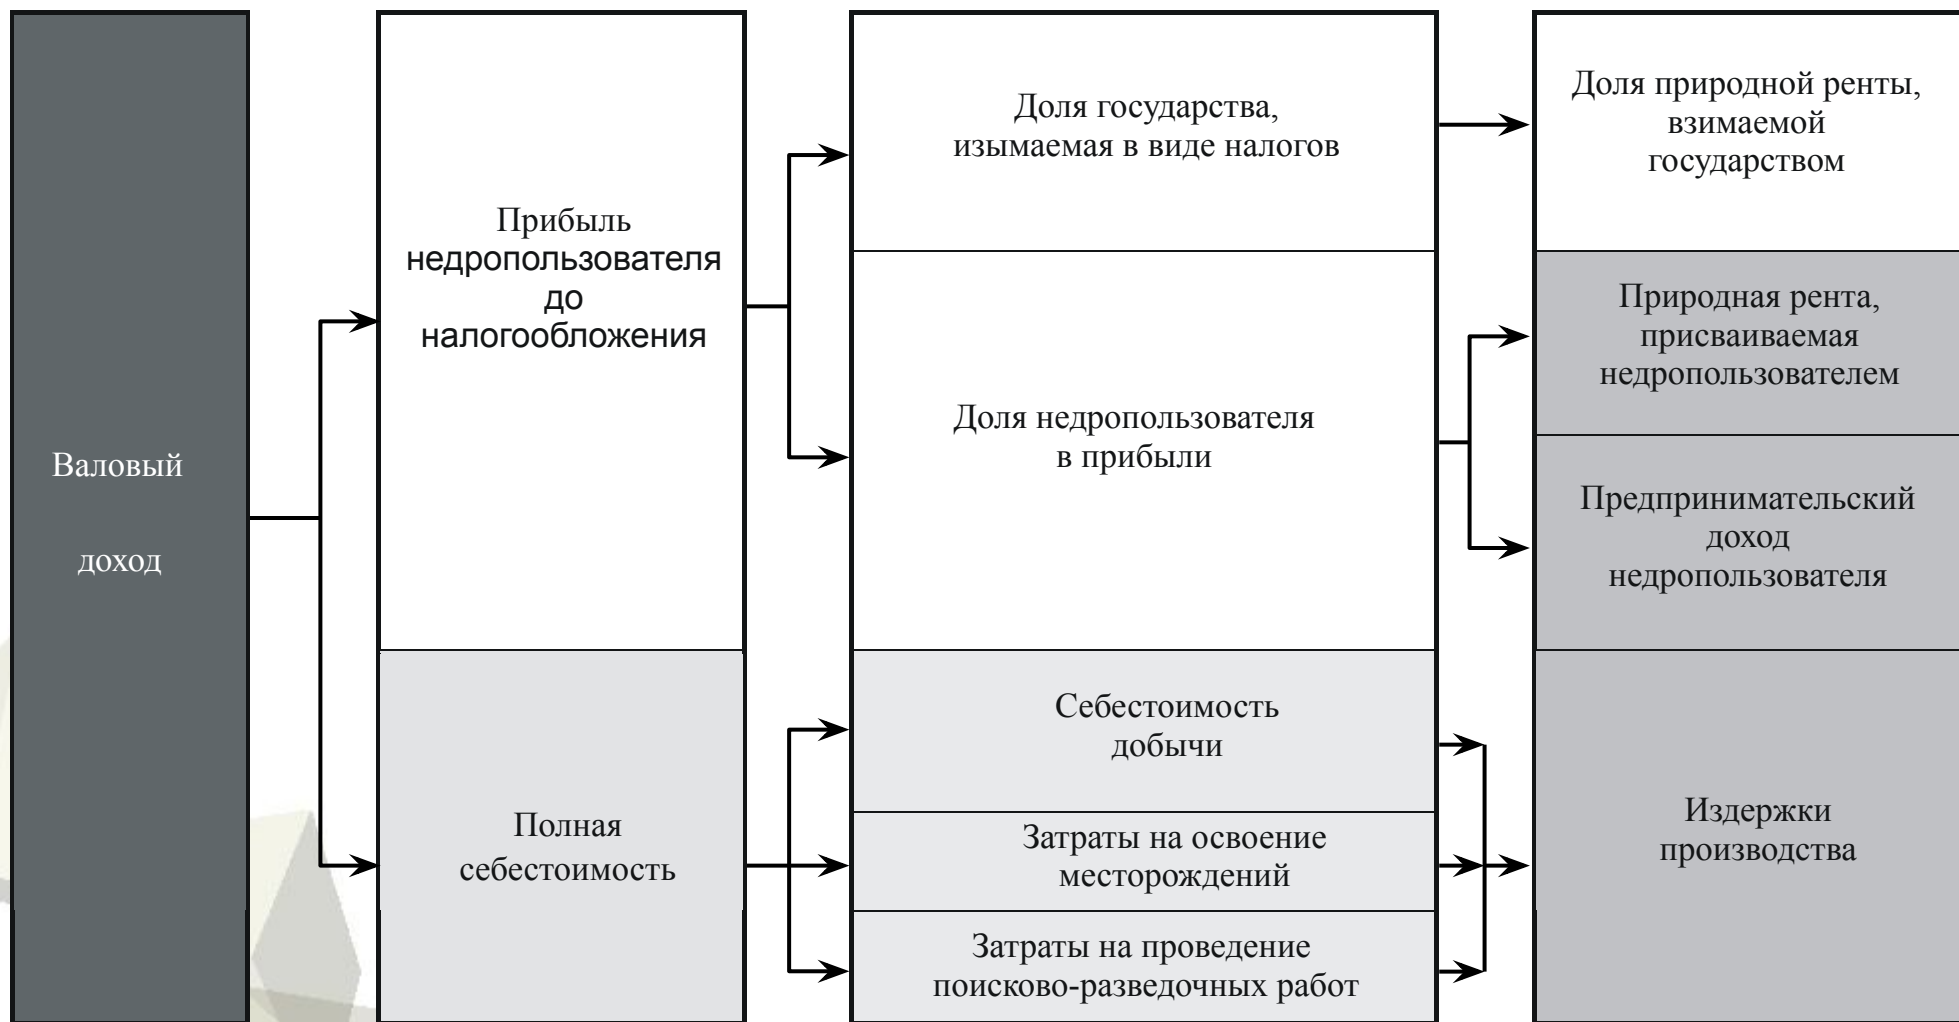 Валовый
доход
Прибыль
недропользователя
до
налогообложения
Полная
себестоимость
Доля государства,
изымаемая в виде налогов
Доля недропользователя
в прибыли
Себестоимость
добычи
Затраты на освоение
месторождений
Затраты на проведение
поисково-разведочных работ
Доля природной ренты,
взимаемой
государством
Природная рента,
присваиваемая
недропользователем
Предпринимательский
доход
недропользователя
Издержки
производства